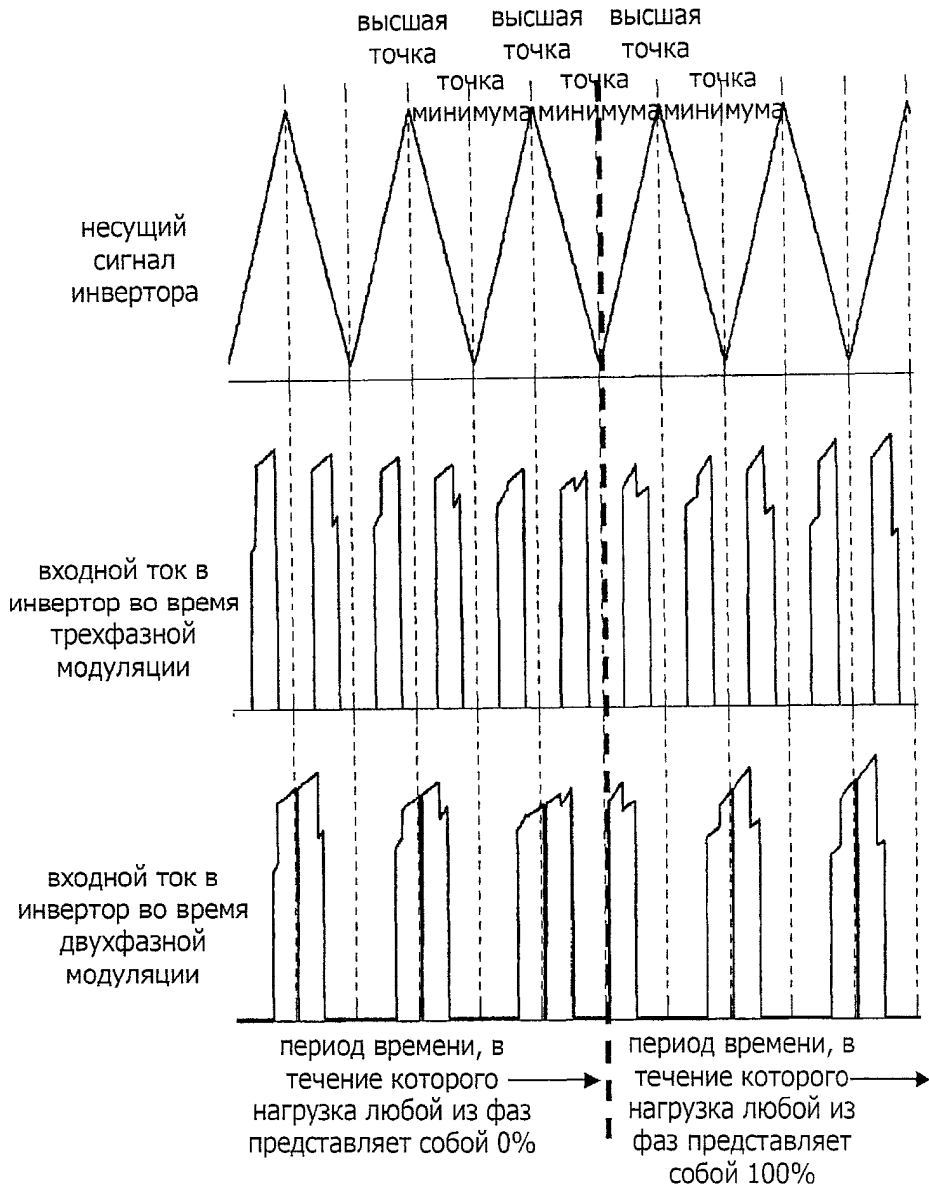 высшая точка
высшая точка
высшая точка
точка минимума
точка минимума
точка минимума
несущий
сигнал
инвертора
входной ток в
инвертор во время
трехфазной
модуляции
входной ток в
инвертор во время
двухфазной
модуляции
период времени, в
течение которого
нагрузка любой из фаз
представляет собой 0%
период времени, в
течение которого
нагрузка любой из
фаз представляет
собой 100%